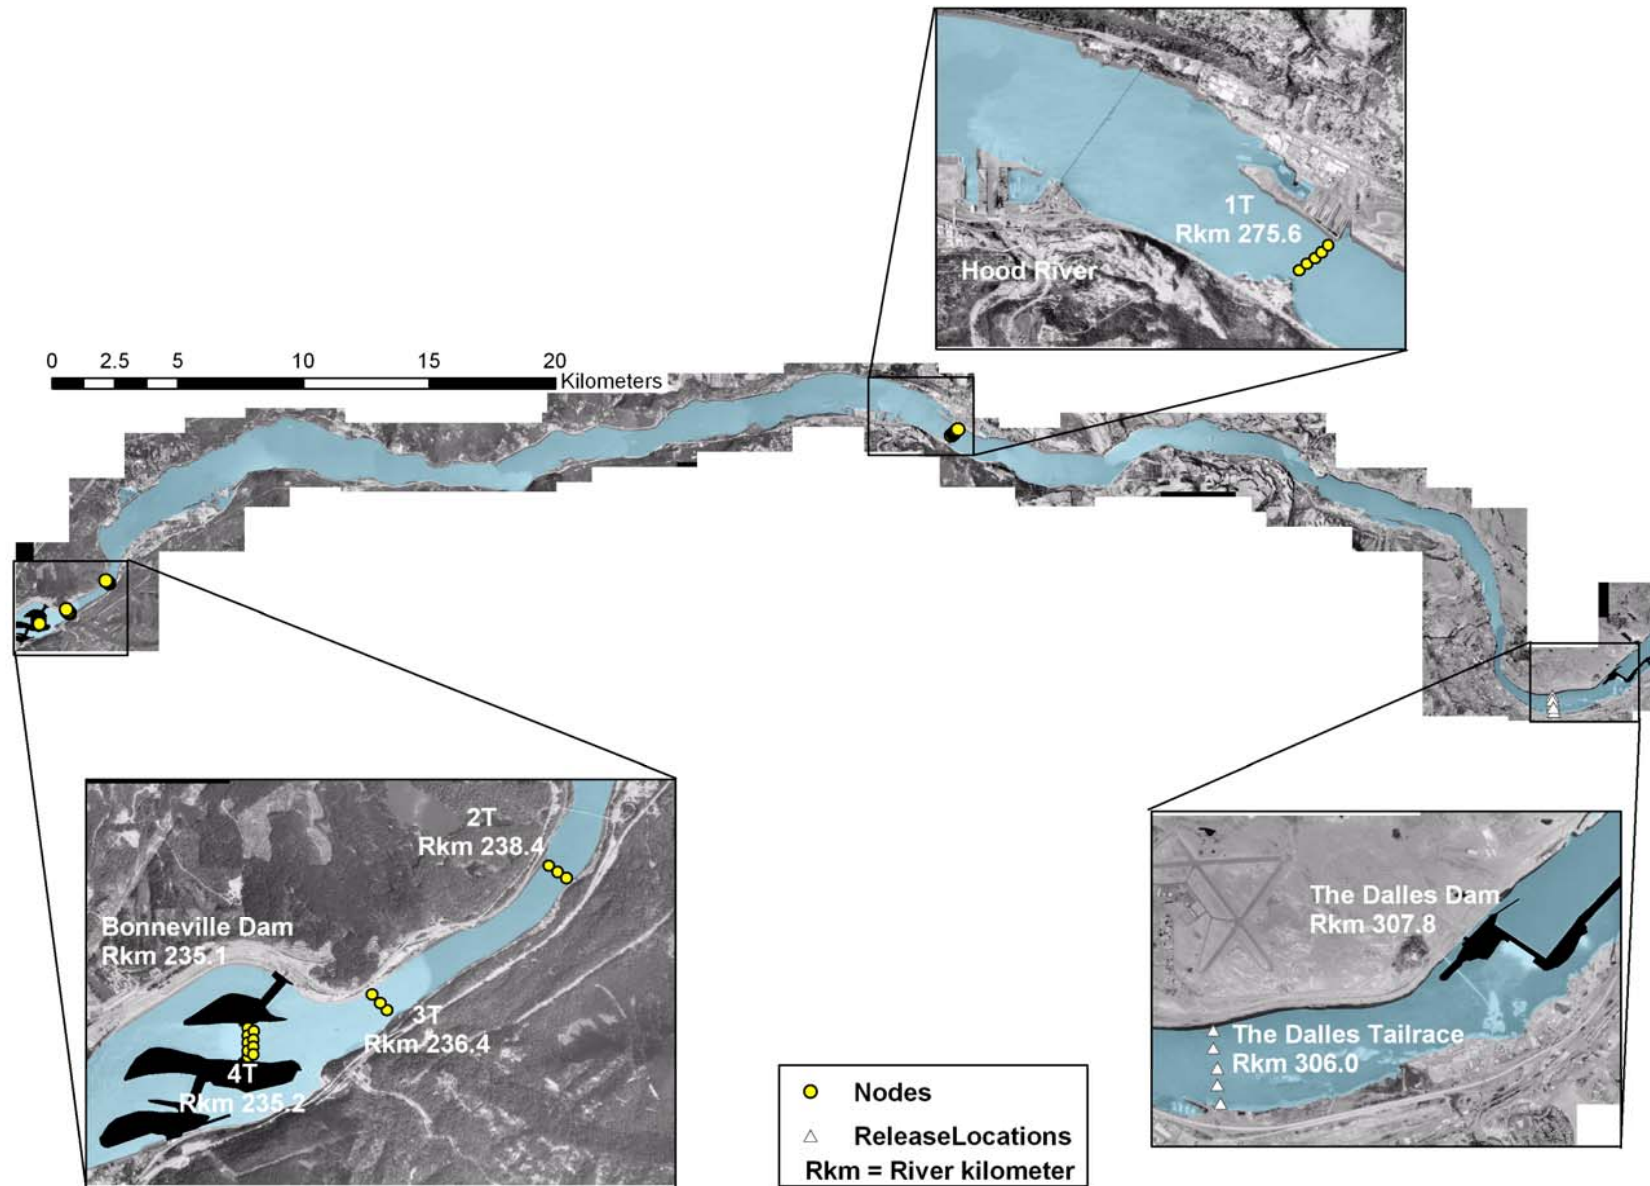 1T
Rkm 275.6
Hood River
0 2.5 5 10 15 20
Kilometers
2T
Rkm 238.4
Bonneville Dam
Rkm 235.1
3T
Rkm 236.4
4T
Rkm 235.2
The Dalles Dam
Rkm 307.8
The Dalles Tailrace
Rkm 306.0
Nodes
ReleaseLocations
Rkm = River kilometer